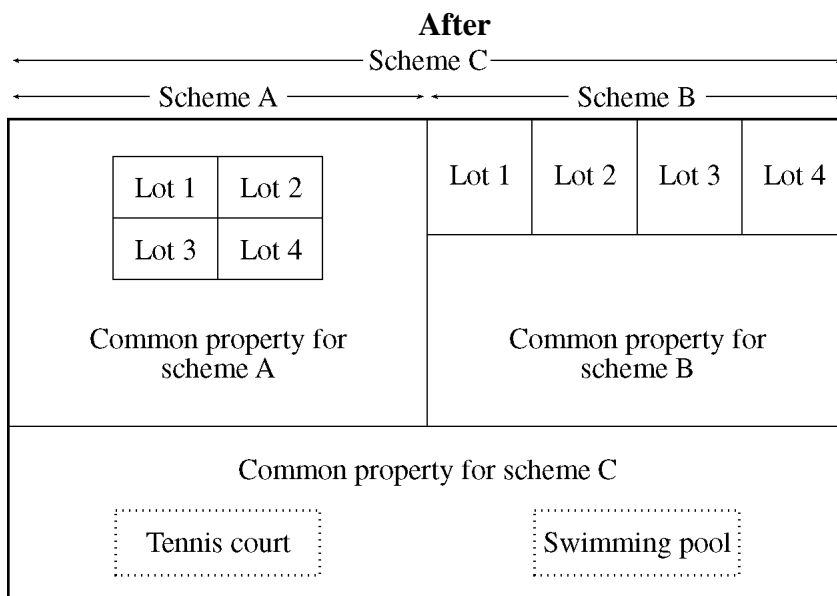 After
Scheme C
Scheme A
Scheme B
Lot 1
Lot 2
Lot 3
Lot 4
Lot 1
Lot 2
Lot 3
Lot 4
Common property for
scheme A
Common property for
scheme B
Common property for scheme C
Tennis court
Swimming pool